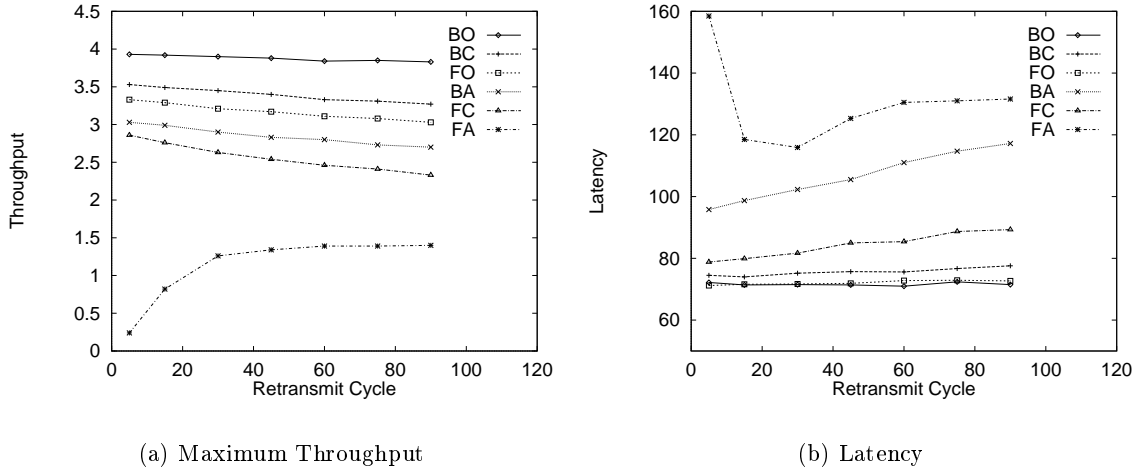 4.5
4
3.5
3
2.5
2
1.5
1
0.5
0
0 20 40 60 80 100 120
Throughput
Retransmit Cycle
BO
BC
FO
BA
FC
FA
(a) Maximum Throughput
160
140
120
100
80
60
0 20 40 60 80 100 120
Latency
Retransmit Cycle
BO
BC
FO
BA
FC
FA
(b) Latency